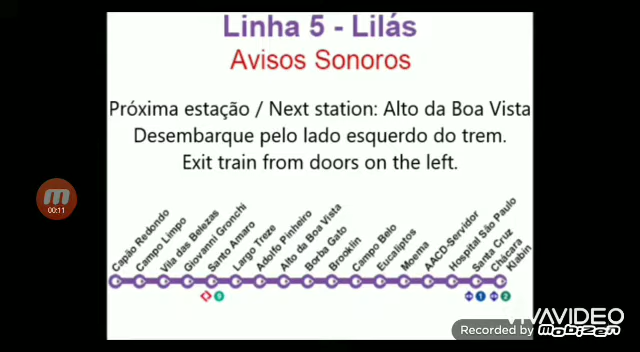 Linha 5 - Lilás
Avisos Sonoros
Próxima estação / Next station: Alto da Boa Vista
Desembarque pelo lado esquerdo do trem.
Exit train from doors on the left.
00:11
Capão Redondo
Campo Limpo
Vila das Belezas
Giovanni Gronchi
Santo Amaro
Largo Treze
Adolfo Pinheiro
Alto da Boa Vista
Borba Gato
Brooklin
Campo Belo
Eucaliptos
Moema
AACD-Servidor
Hospital São Paulo
Santa Cruz
Chácara
Klabin
9
1
2
VIVAVIDEO
Recorded by mobizen